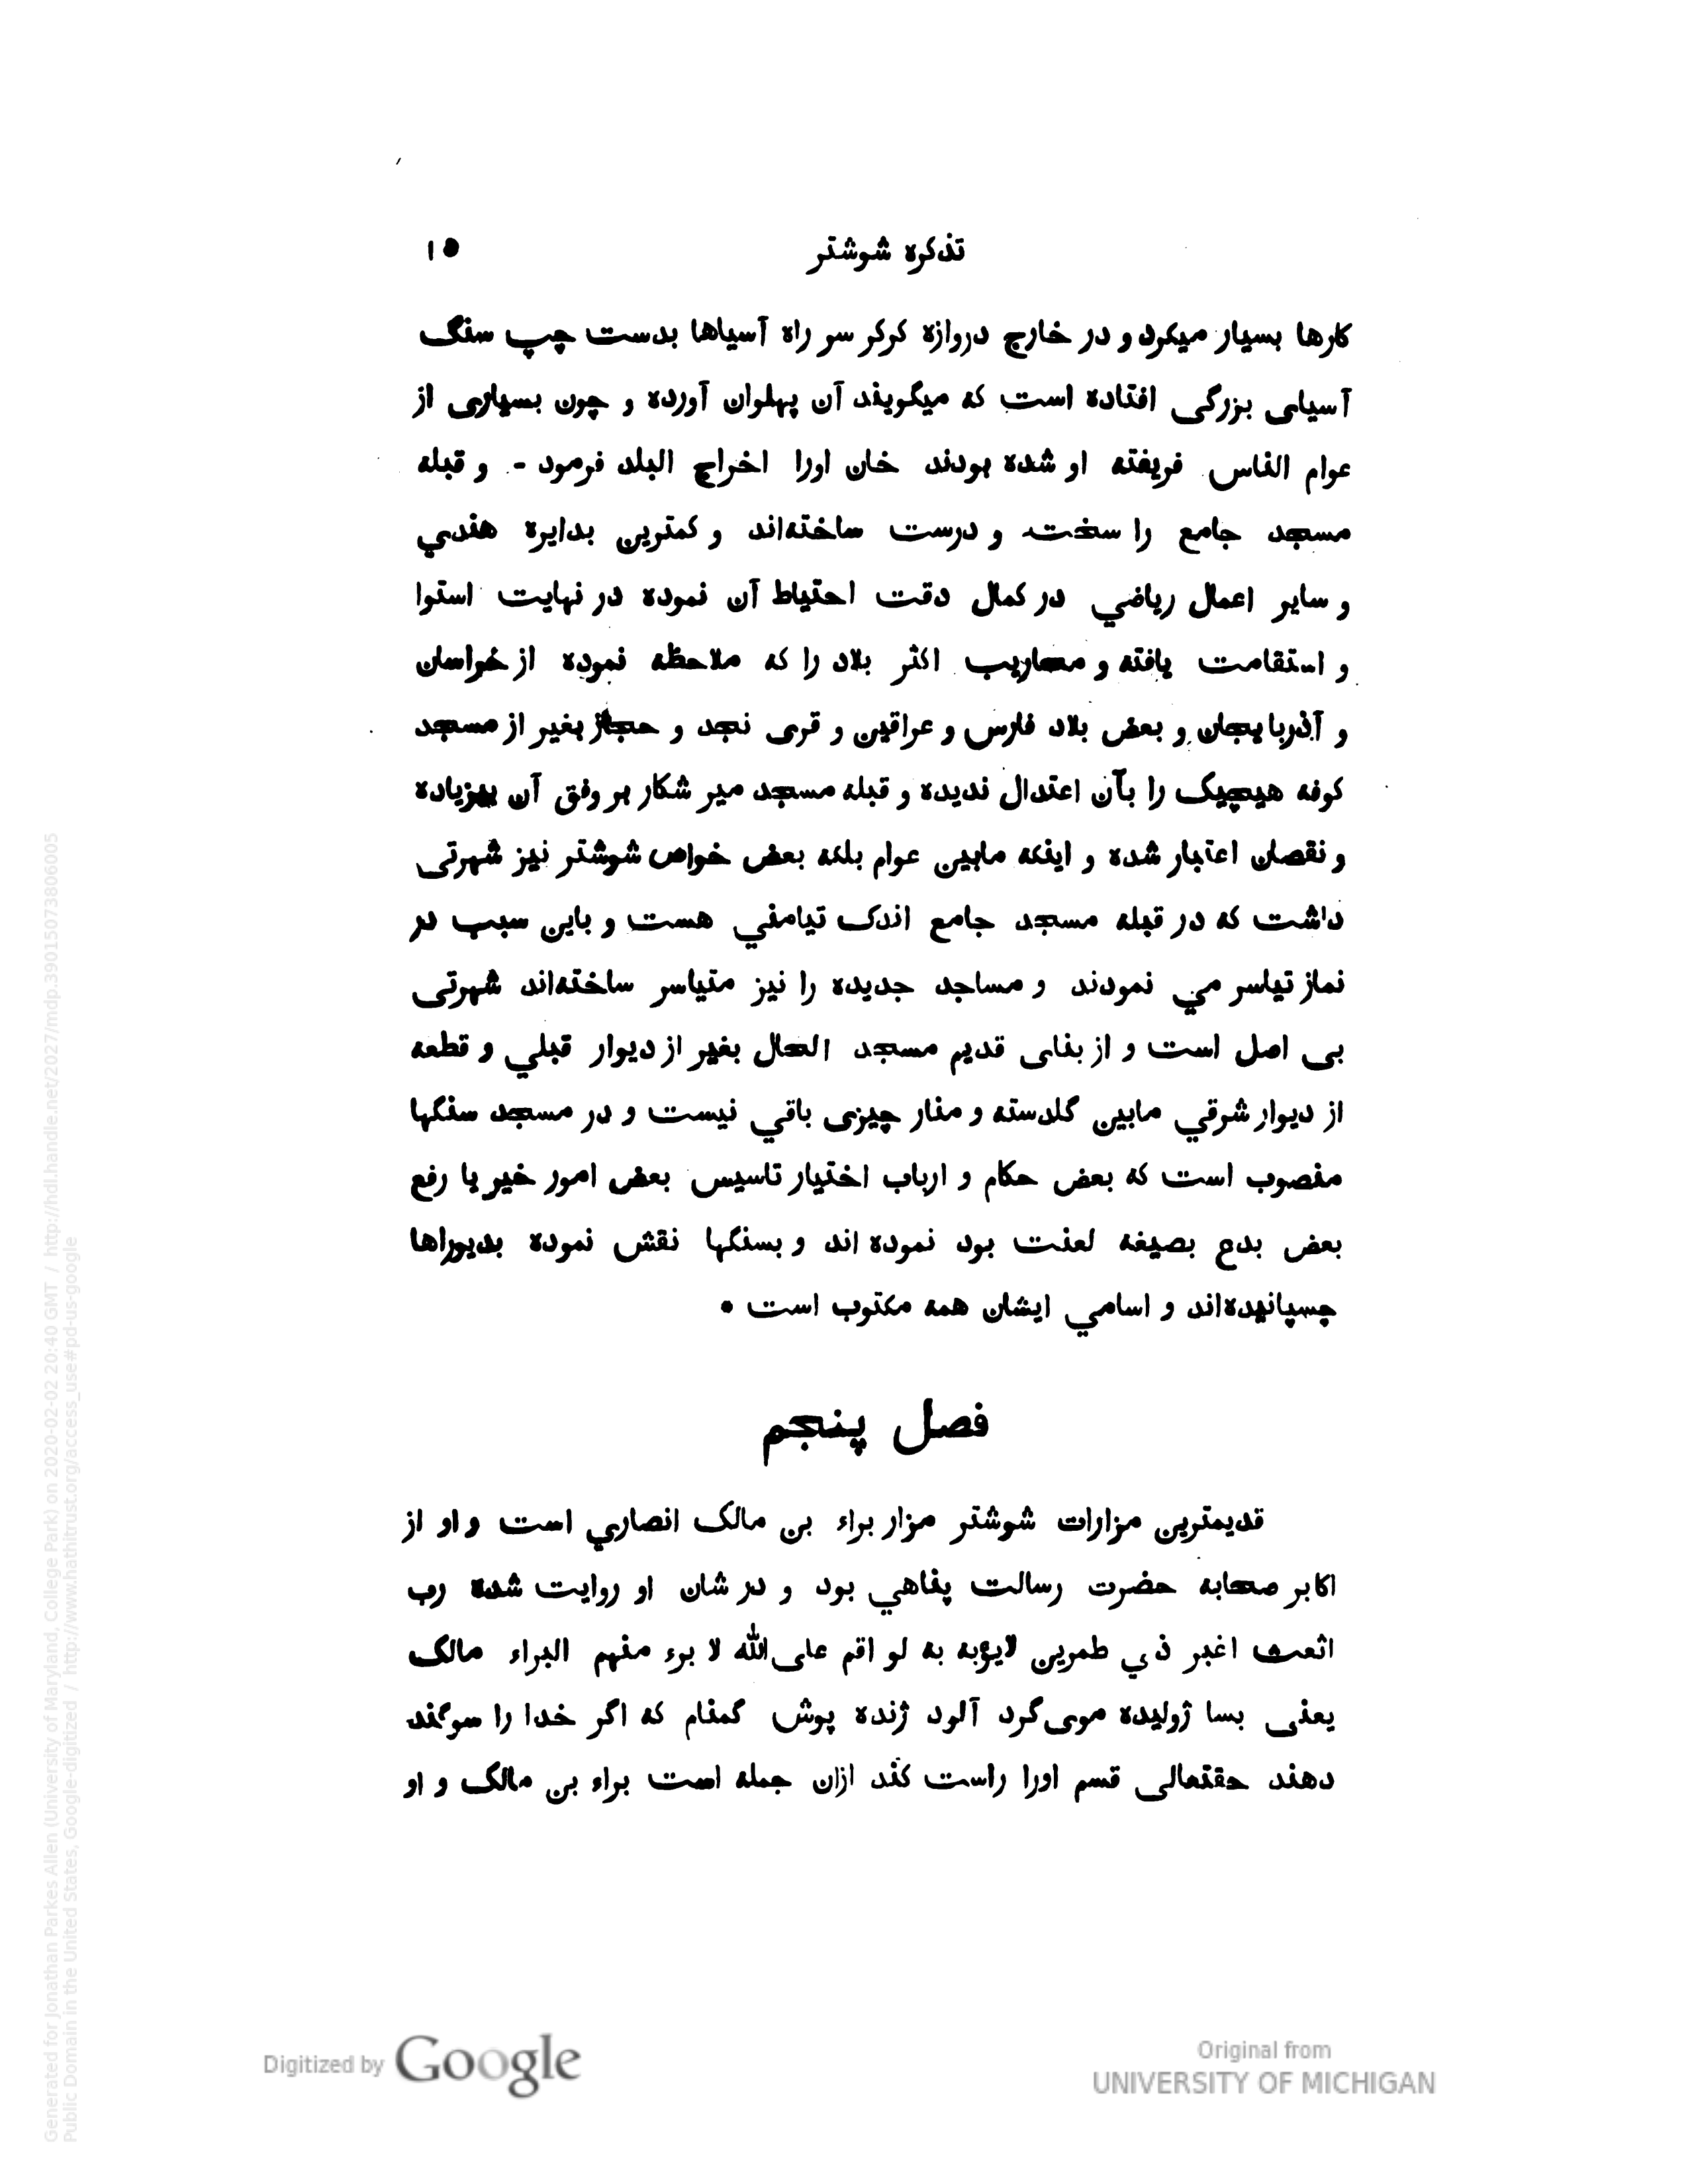 تذکره شوشتر
۱۵
کارها بسیار میکرد و در خارج دروازه کرکر سر راه آسیاها بدست چپ سنگ
آسیای بزرگی افتاده است که میگویند آن پهلوان آورده و چون بسیاری از
عوام الناس فریفته او شده بودند خان اورا اخراج البلد فرمود - و قبله
مسجد جامع را سخت و درست ساخته‌اند و کمترین بدایره هندي
و سایر اعمال ریاضي در کمال دقت احتیاط آن نموده در نهایت استوا
و استقامت یافته و محاریب اکثر بلاد را که ملاحظه نموده از خراسان
و آذربایجان و بعض بلاد فارس و عراقین و قری نجد و حجاز بغیر از مسجد
کوفه هیچیک را بآن اعتدال ندیده و قبله مسجد میر شکار بر وفق آن بیزیاده
و نقصان اعتبار شده و اینکه مابین عوام بلکه بعض خواص شوشتر نیز شهرتی
داشت که در قبله مسجد جامع اندک تیامني هست و باین سبب در
نماز تیاسر مي نمودند و مساجد جدیده را نیز متیاسر ساخته‌اند شهرتی
بی اصل است و از بنای قدیم مسجد الحال بغیر از دیوار قبلي و قطعه
از دیوار شرقي مابین گلدسته و منار چیزی باقي نیست و در مسجد سنگها
منصوب است که بعض حکام و ارباب اختیار تاسیس بعض امور خیر یا رفع
بعض بدع بصیغه لعنت بود نموده اند و بسنگها نقش نموده بدیوراها
چسپانیده‌اند و اسامي ایشان همه مکتوب است •
فصل پنجم
قدیمترین مزارات شوشتر مزار براء بن مالک انصاري است و او از
اکابر صحابه حضرت رسالت پناهي بود و در شان او روایت شده رب
اثعث اغبر ذي طمرین لایؤبه به لو اقم علی الله لا برء منهم البراء مالک
یعنی بسا ژولیده موی گرد آلود ژنده پوش گمنام که اگر خدا را سوگند
دهند حقتعالی قسم اورا راست کند ازان جمله است براء بن مالک و او
Generated for Jonathan Parkes Allen (University of Maryland, College Park) on 2020-02-02 20:40 GMT / http://hdl.handle.net/2027/mdp.39015073806005
Public Domain in the United States, Google-digitized / http://www.hathitrust.org/access_use#pd-us-google
Digitized by Google
Original from
UNIVERSITY OF MICHIGAN